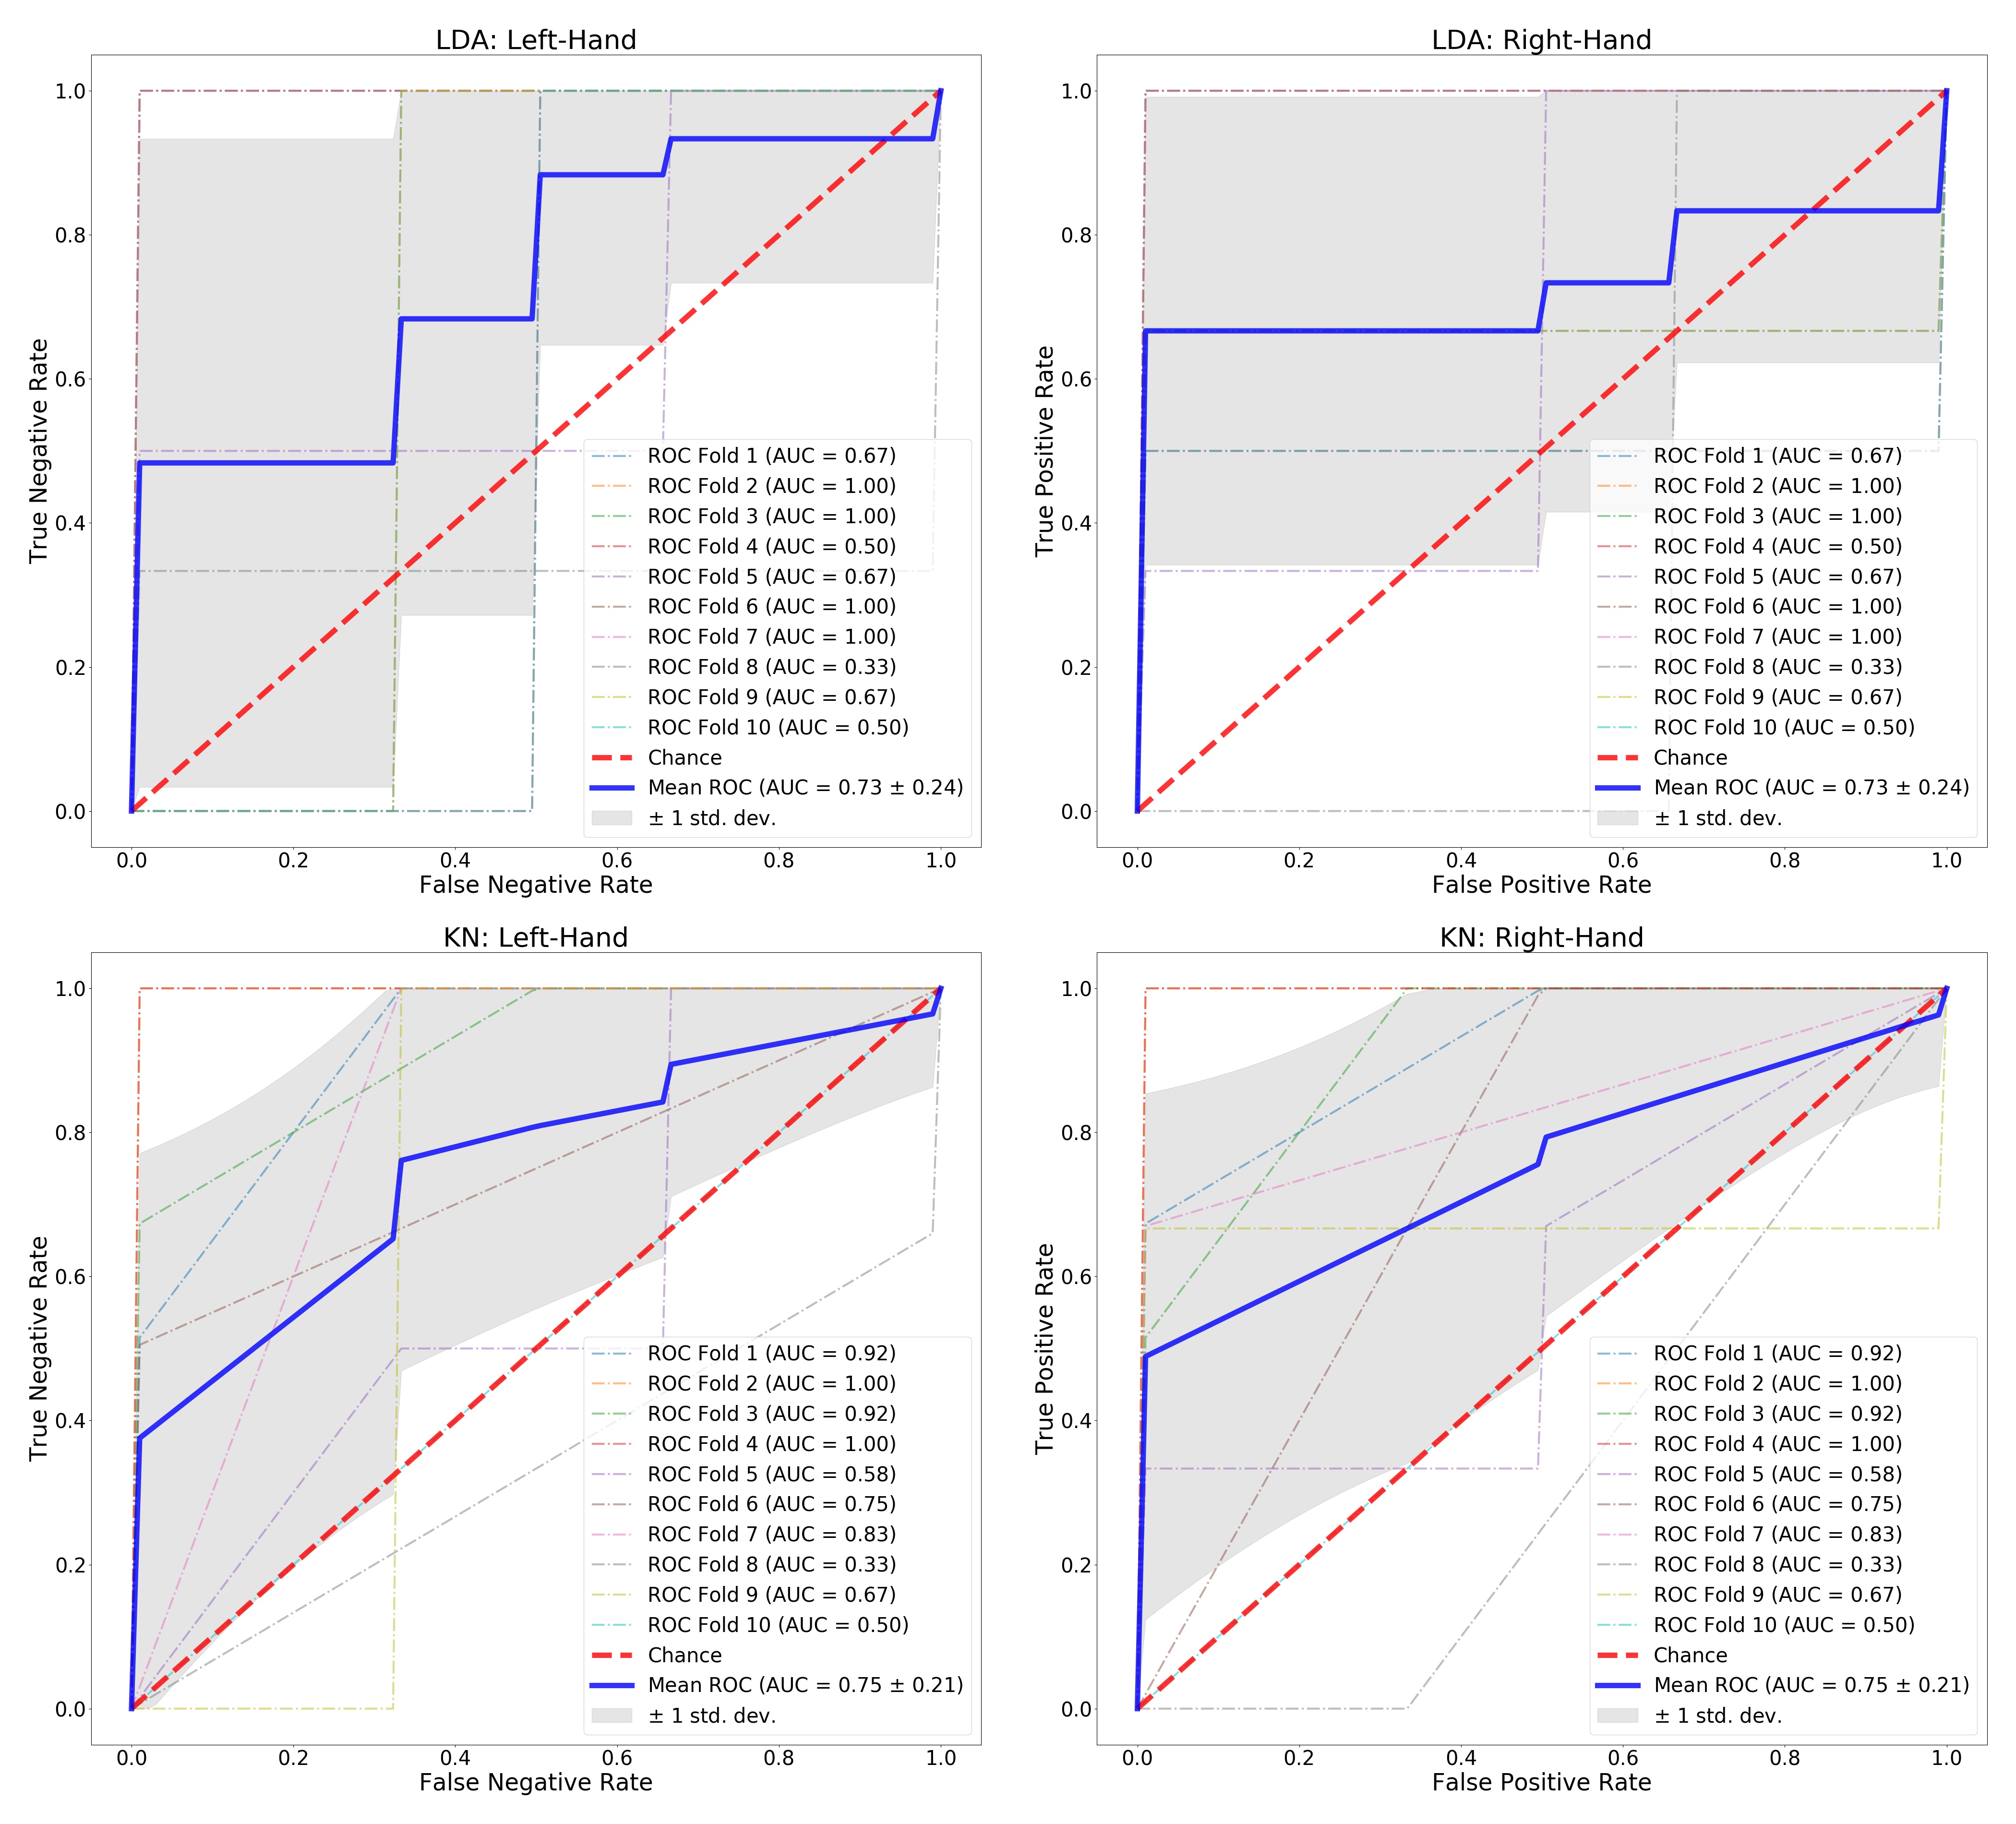 LDA: Left-Hand
True Negative Rate
1.0
0.8
0.6
0.4
0.2
0.0
ROC Fold 1 (AUC = 0.67)
ROC Fold 2 (AUC = 1.00)
ROC Fold 3 (AUC = 1.00)
ROC Fold 4 (AUC = 0.50)
ROC Fold 5 (AUC = 0.67)
ROC Fold 6 (AUC = 1.00)
ROC Fold 7 (AUC = 1.00)
ROC Fold 8 (AUC = 0.33)
ROC Fold 9 (AUC = 0.67)
ROC Fold 10 (AUC = 0.50)
Chance
Mean ROC (AUC = 0.73 ± 0.24)
± 1 std. dev.
0.0 0.2 0.4 0.6 0.8 1.0
False Negative Rate
LDA: Right-Hand
True Positive Rate
1.0
0.8
0.6
0.4
0.2
0.0
ROC Fold 1 (AUC = 0.67)
ROC Fold 2 (AUC = 1.00)
ROC Fold 3 (AUC = 1.00)
ROC Fold 4 (AUC = 0.50)
ROC Fold 5 (AUC = 0.67)
ROC Fold 6 (AUC = 1.00)
ROC Fold 7 (AUC = 1.00)
ROC Fold 8 (AUC = 0.33)
ROC Fold 9 (AUC = 0.67)
ROC Fold 10 (AUC = 0.50)
Chance
Mean ROC (AUC = 0.73 ± 0.24)
± 1 std. dev.
0.0 0.2 0.4 0.6 0.8 1.0
False Positive Rate
KN: Left-Hand
True Negative Rate
1.0
0.8
0.6
0.4
0.2
0.0
ROC Fold 1 (AUC = 0.92)
ROC Fold 2 (AUC = 1.00)
ROC Fold 3 (AUC = 0.92)
ROC Fold 4 (AUC = 1.00)
ROC Fold 5 (AUC = 0.58)
ROC Fold 6 (AUC = 0.75)
ROC Fold 7 (AUC = 0.83)
ROC Fold 8 (AUC = 0.33)
ROC Fold 9 (AUC = 0.67)
ROC Fold 10 (AUC = 0.50)
Chance
Mean ROC (AUC = 0.75 ± 0.21)
± 1 std. dev.
0.0 0.2 0.4 0.6 0.8 1.0
False Negative Rate
KN: Right-Hand
True Positive Rate
1.0
0.8
0.6
0.4
0.2
0.0
ROC Fold 1 (AUC = 0.92)
ROC Fold 2 (AUC = 1.00)
ROC Fold 3 (AUC = 0.92)
ROC Fold 4 (AUC = 1.00)
ROC Fold 5 (AUC = 0.58)
ROC Fold 6 (AUC = 0.75)
ROC Fold 7 (AUC = 0.83)
ROC Fold 8 (AUC = 0.33)
ROC Fold 9 (AUC = 0.67)
ROC Fold 10 (AUC = 0.50)
Chance
Mean ROC (AUC = 0.75 ± 0.21)
± 1 std. dev.
0.0 0.2 0.4 0.6 0.8 1.0
False Positive Rate